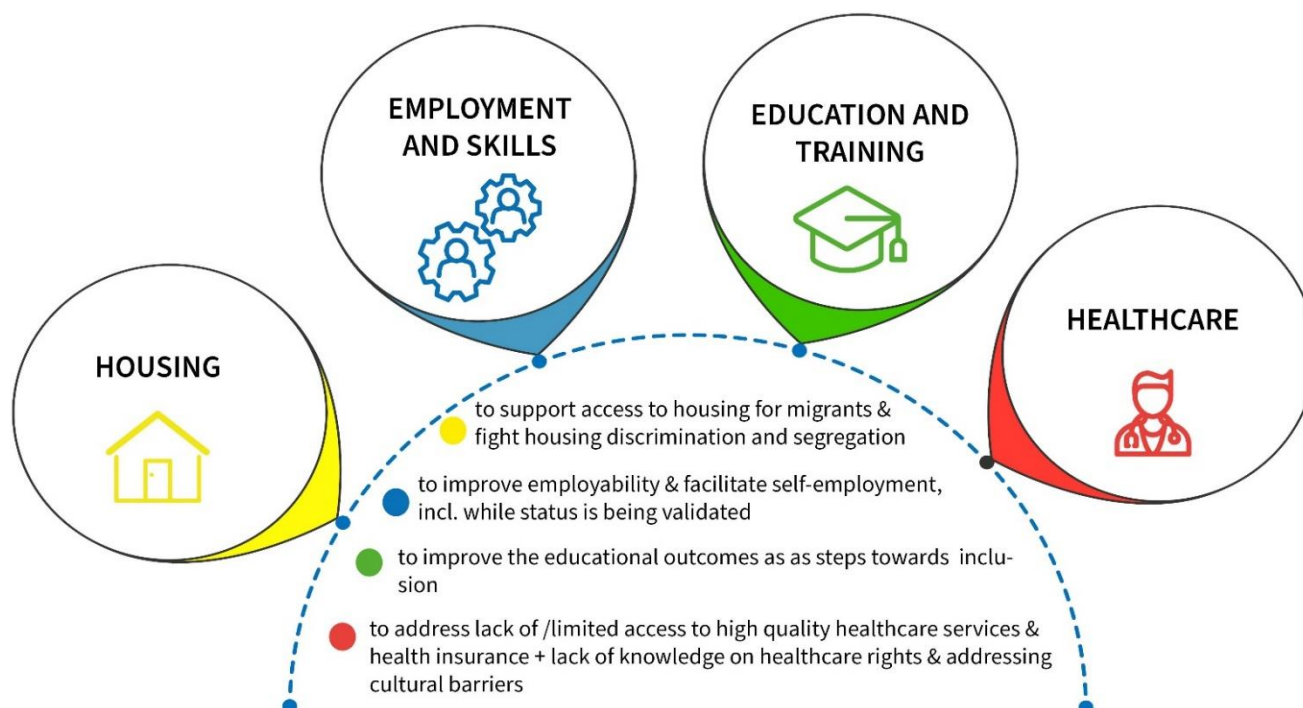 HOUSING
EMPLOYMENT
AND SKILLS
EDUCATION AND
TRAINING
HEALTHCARE
to support access to housing for migrants &
fight housing discrimination and segregation
to improve employability & facilitate self-employment,
incl. while status is being validated
to improve the educational outcomes as as steps towards inclu-
sion
to address lack of /limited access to high quality healthcare services &
health insurance + lack of knowledge on healthcare rights & addressing
cultural barriers